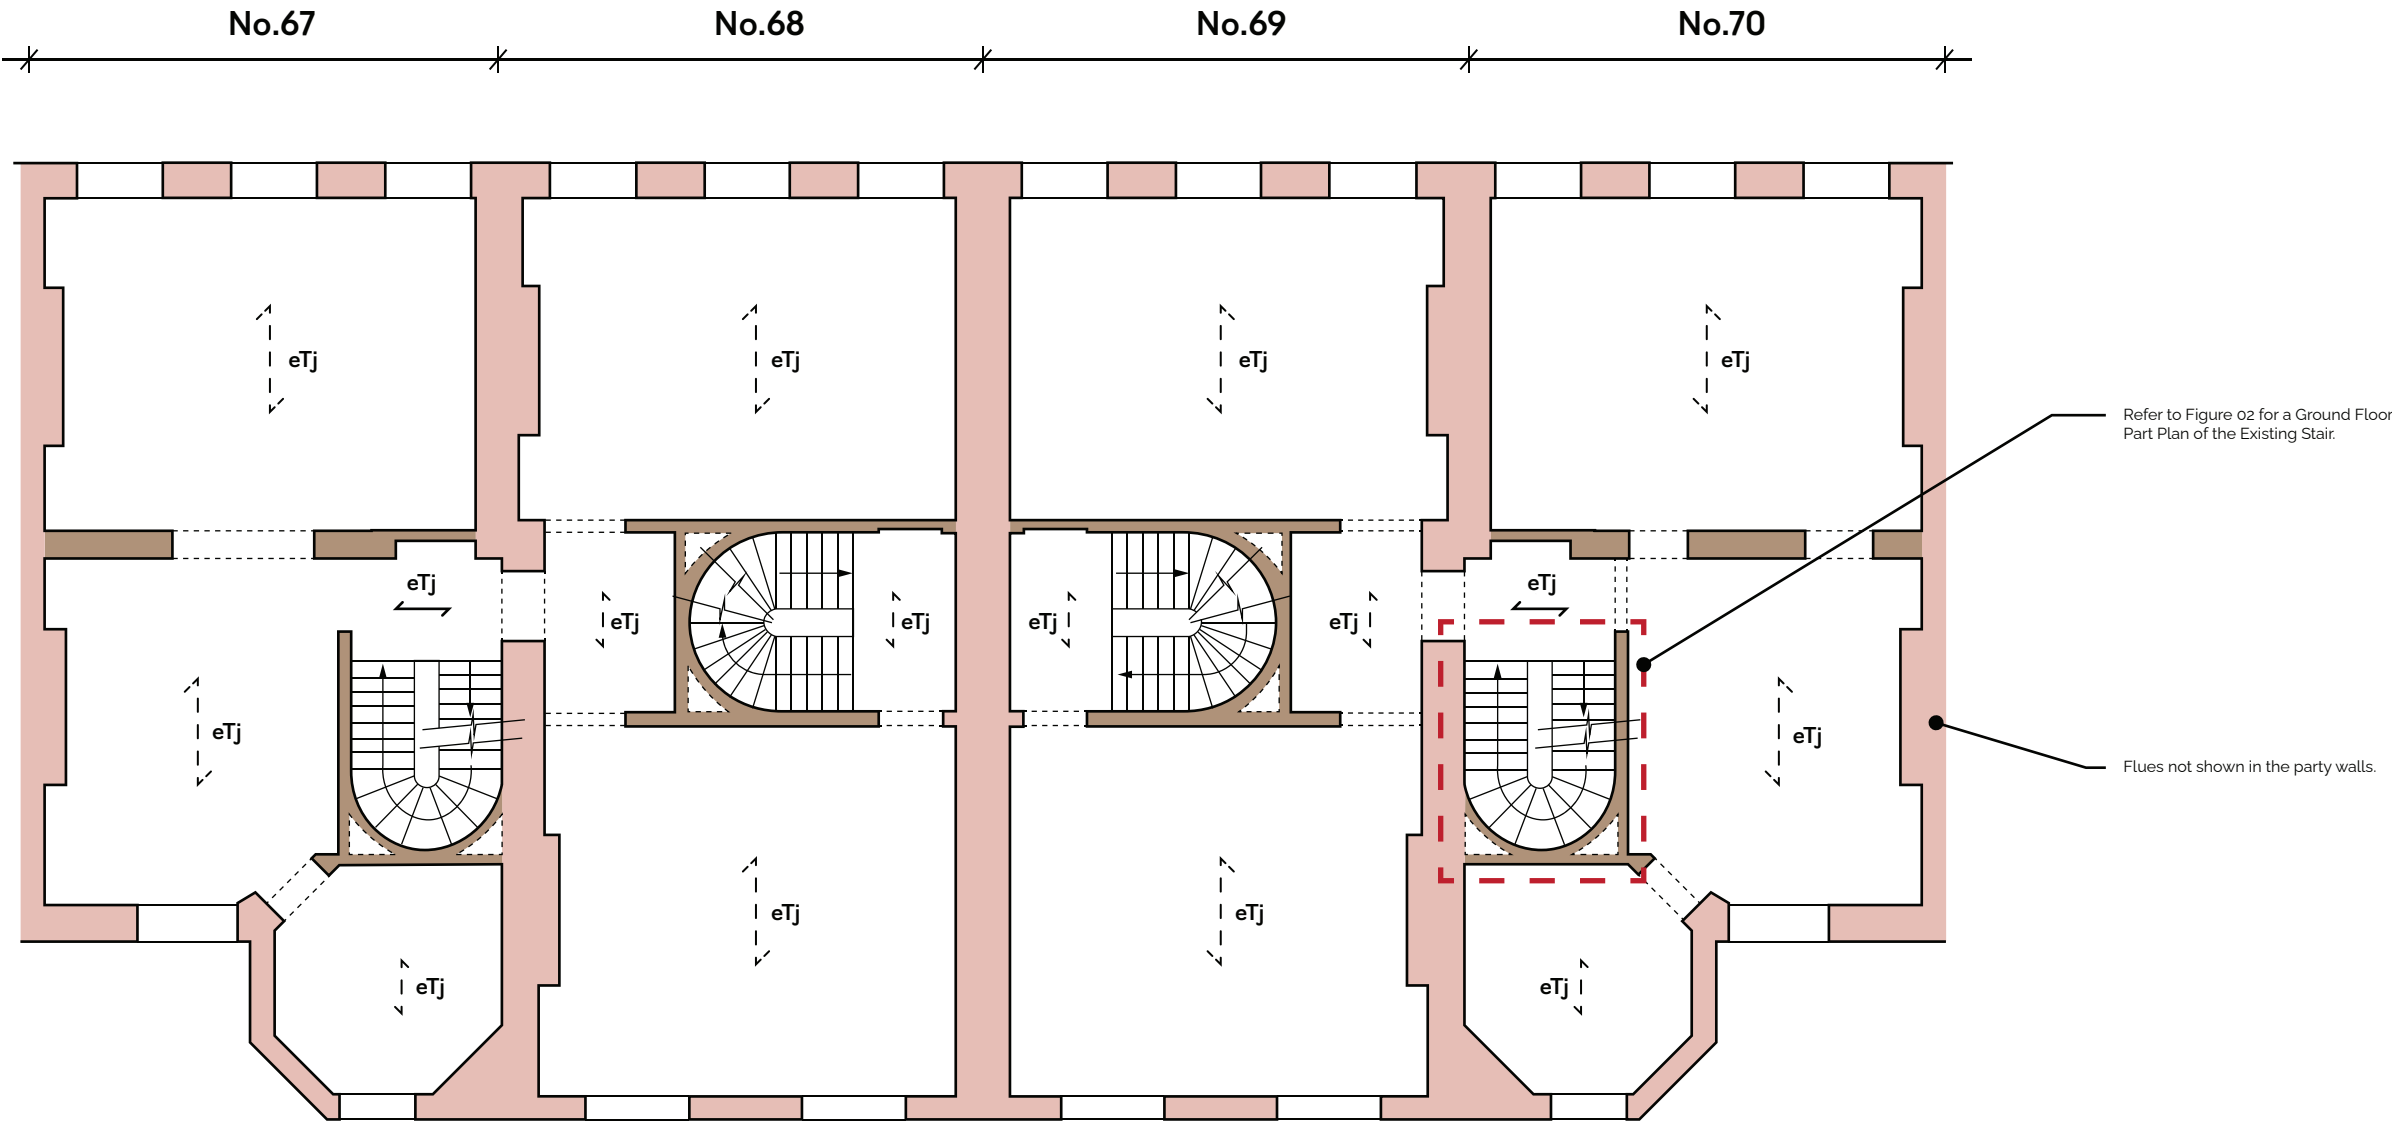 No.67
No.68
No.69
No.70
eTj
eTj
eTj
eTj
Refer to Figure 02 for a Ground Floor
Part Plan of the Existing Stair.
eTj
eTj
eTj
eTj
eTj
eTj
eTj
eTj
Flues not shown in the party walls.
eTj
eTj
eTj
eTj